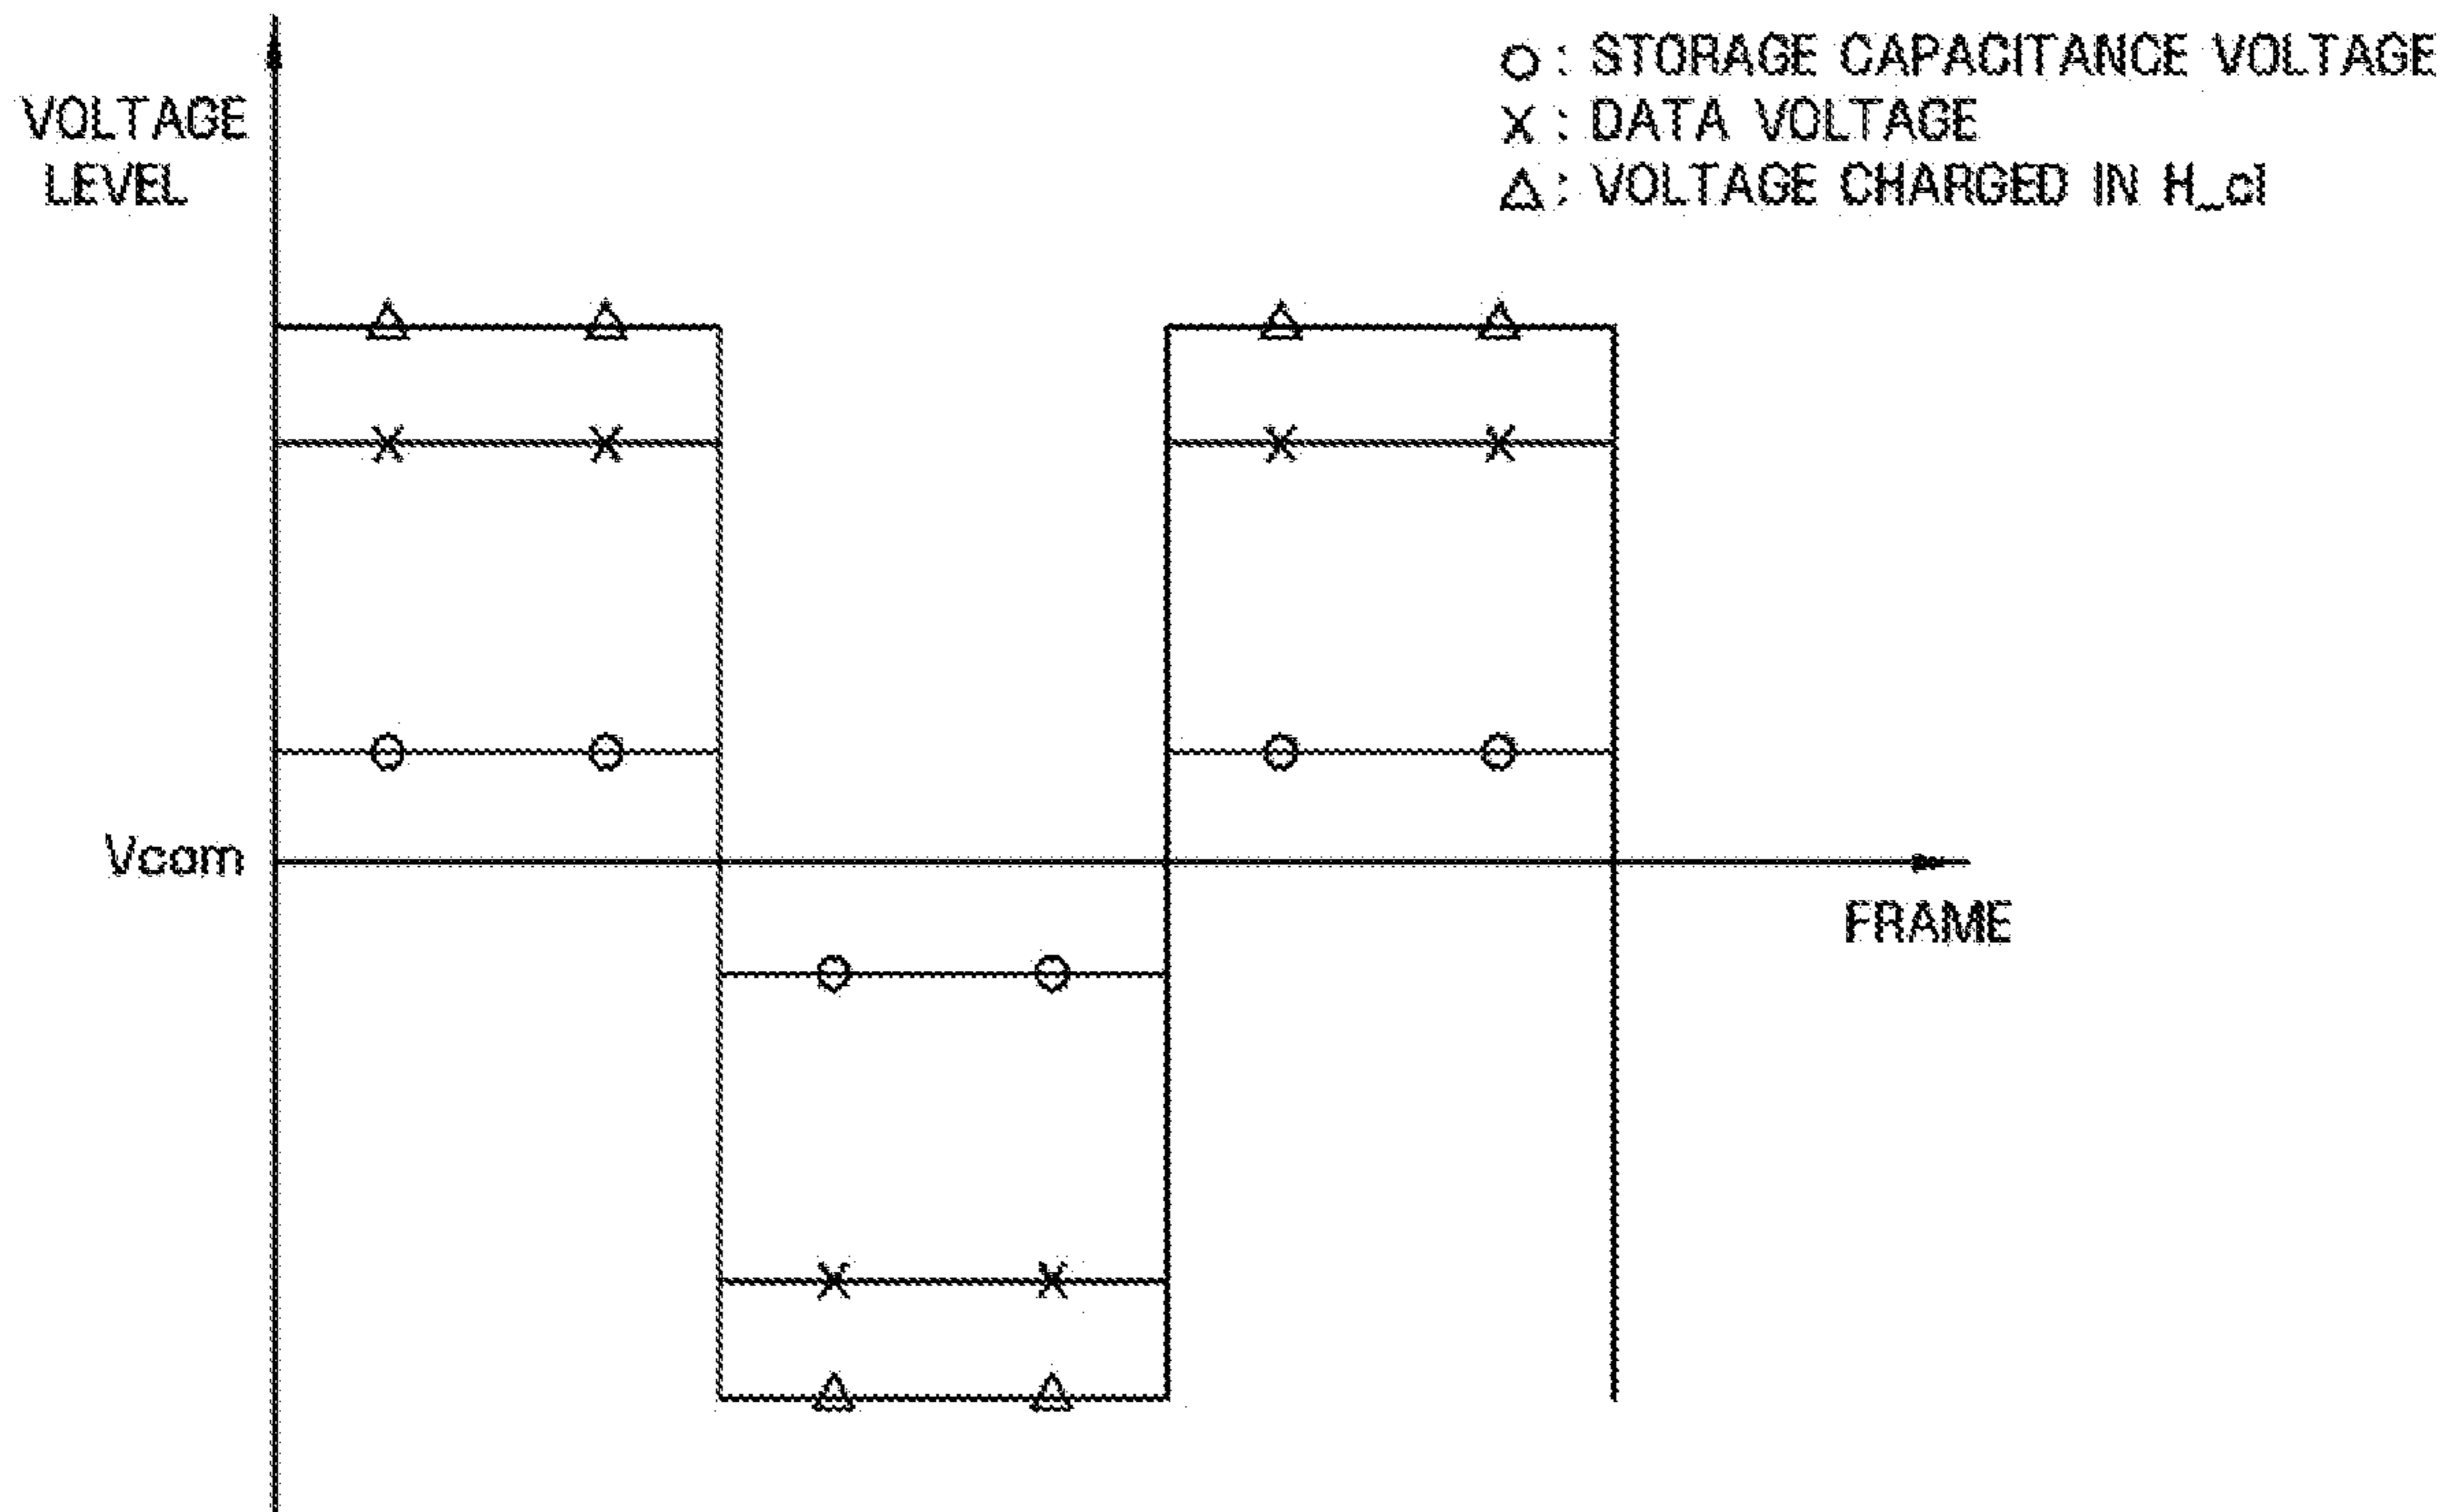 VOLTAGE
LEVEL
O : STORAGE CAPACITANCE VOLTAGE
X : DATA VOLTAGE
△ : VOLTAGE CHARGED IN H_cl
Vcom
FRAME